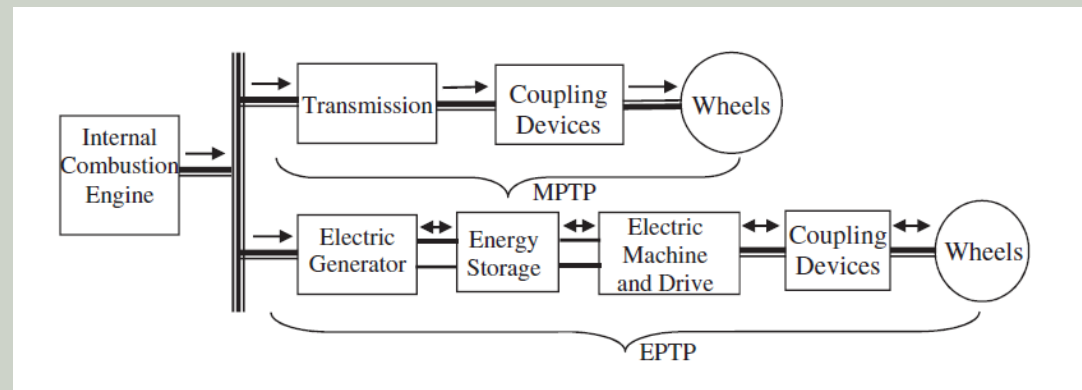 Internal
Combustion
Engine
Transmission
Coupling
Devices
Wheels
MPTP
Electric
Generator
Energy
Storage
Electric
Machine
and Drive
Coupling
Devices
Wheels
EPTP